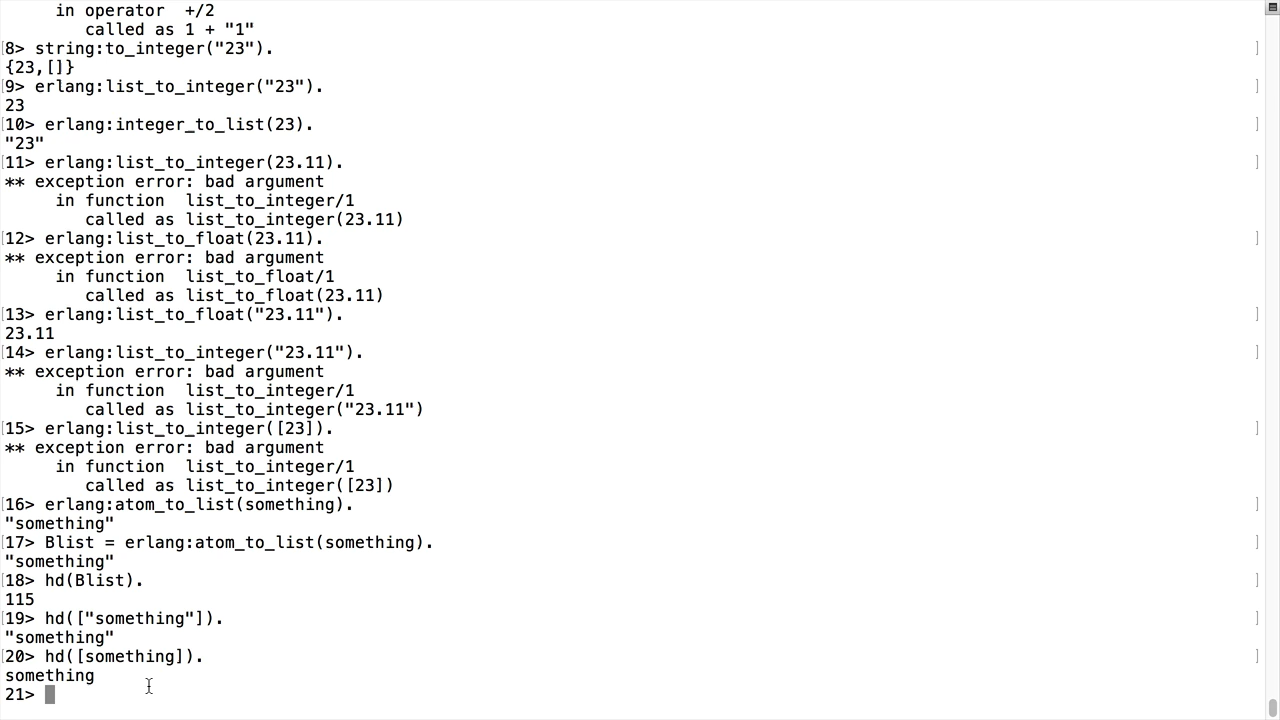 in operator  +/2
called as 1 + "1"
[8> string:to_integer("23"). ]
{23,[]}
[9> erlang:list_to_integer("23"). ]
23
[10> erlang:integer_to_list(23). ]
"23"
[11> erlang:list_to_integer(23.11). ]
** exception error: bad argument
in function  list_to_integer/1
called as list_to_integer(23.11)
[12> erlang:list_to_float(23.11). ]
** exception error: bad argument
in function  list_to_float/1
called as list_to_float(23.11)
[13> erlang:list_to_float("23.11"). ]
23.11
[14> erlang:list_to_integer("23.11"). ]
** exception error: bad argument
in function  list_to_integer/1
called as list_to_integer("23.11")
[15> erlang:list_to_integer([23]). ]
** exception error: bad argument
in function  list_to_integer/1
called as list_to_integer([23])
[16> erlang:atom_to_list(something). ]
"something"
[17> Blist = erlang:atom_to_list(something). ]
"something"
[18> hd(Blist). ]
115
[19> hd(["something"]). ]
"something"
[20> hd([something]). ]
something
21>